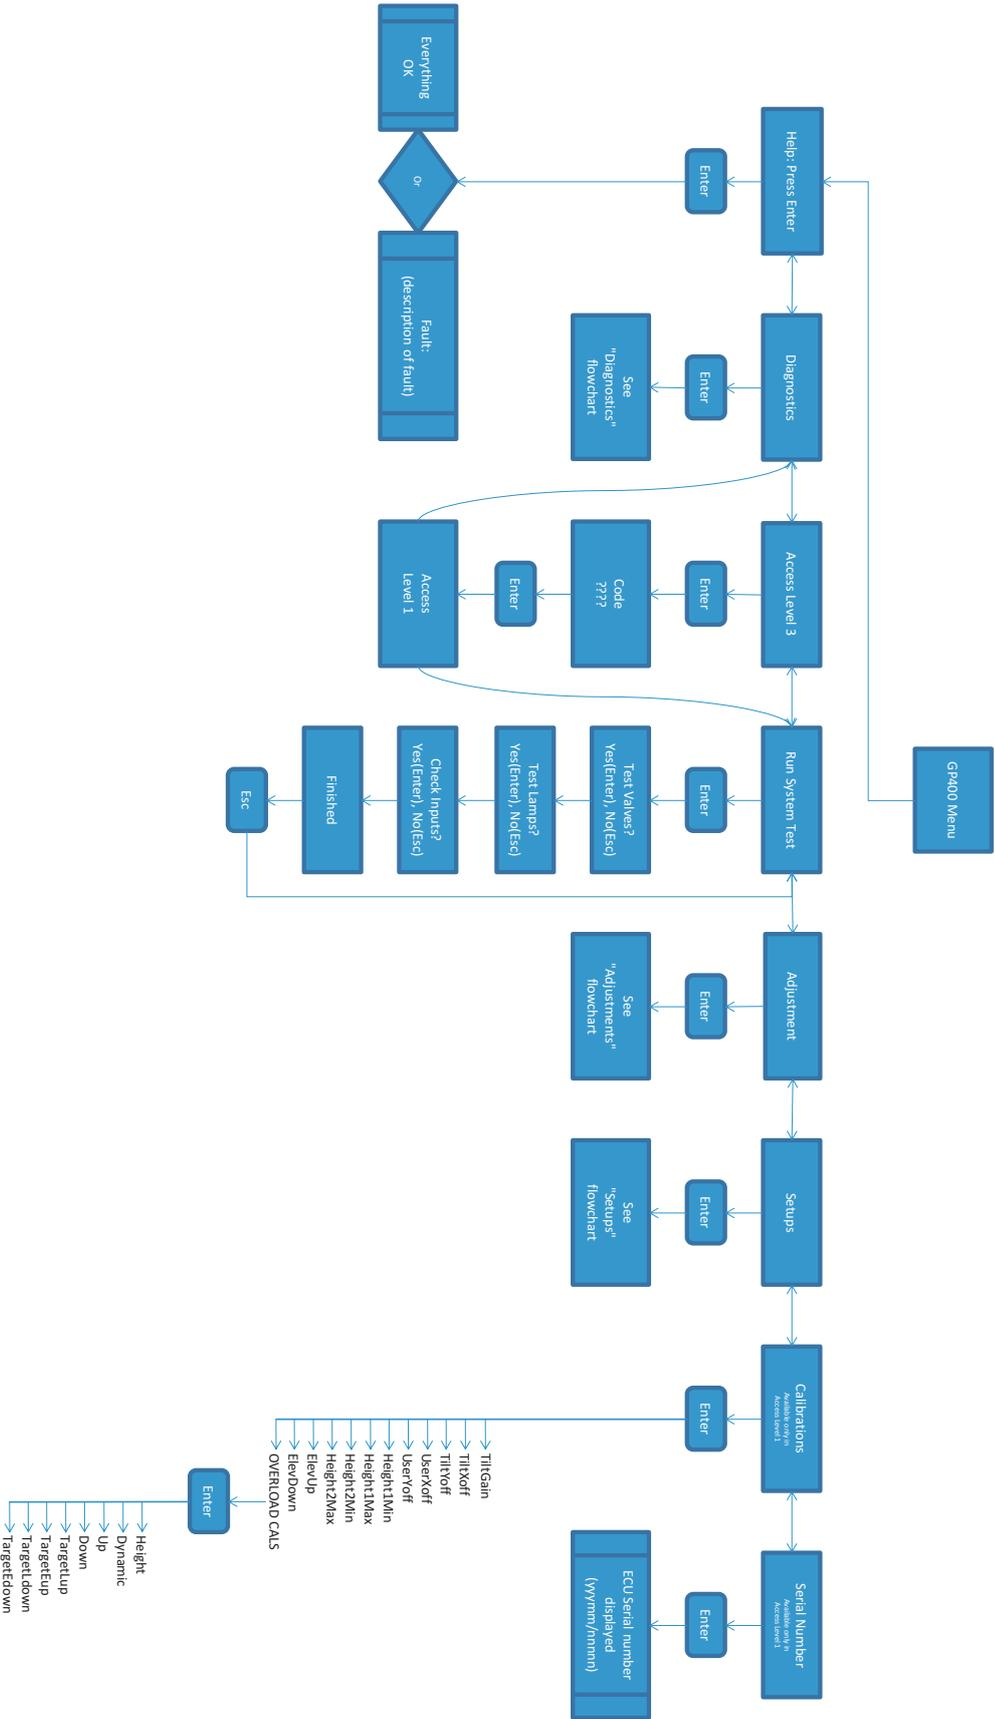 GP400 Menu
Help: Press Enter
Enter
Everything
OK
Or
Fault:
(description of fault)
Diagnostics
Enter
See
"Diagnostics"
flowchart
Access Level 3
Enter
Code
????
Enter
Access
Level 1
Run System Test
Enter
Test Valves?
Yes(Enter), No(Esc)
Test Lamps?
Yes(Enter), No(Esc)
Check Inputs?
Yes(Enter), No(Esc)
Finished
Esc
Adjustment
Enter
See
"Adjustments"
flowchart
Setups
Enter
See
"Setups"
flowchart
Calibrations
Available only in
Access Level 1
Enter
TiltGain
TiltXoff
TiltYoff
UserXoff
UserYoff
Height1Min
Height1Max
Height2Min
Height2Max
ElevUp
ElevDown
OVERLOAD CALS
Enter
Height
Dynamic
Up
Down
TargetLup
TargetEup
TargetLdown
TargetEdown
Serial Number
Available only in
Access Level 1
Enter
ECU Serial number
displayed
(yyymm/nnnnn)